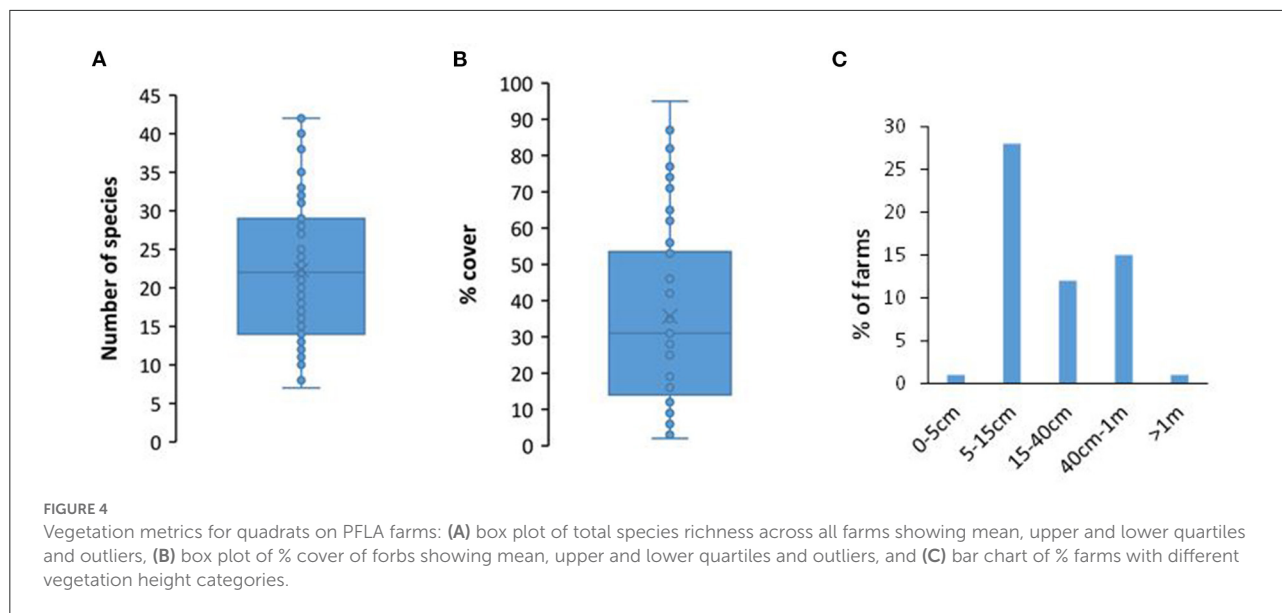 A
Number of species
45
40
35
30
25
20
15
10
5
0
B
% cover
100
90
80
70
60
50
40
30
20
10
0
C
% of farms
30
25
20
15
10
5
0
0-5cm
5-15cm
15-40cm
40cm-1m
>1m
FIGURE 4
Vegetation metrics for quadrats on PFLA farms: (A) box plot of total species richness across all farms showing mean, upper and lower quartiles
and outliers, (B) box plot of % cover of forbs showing mean, upper and lower quartiles and outliers, and (C) bar chart of % farms with different
vegetation height categories.